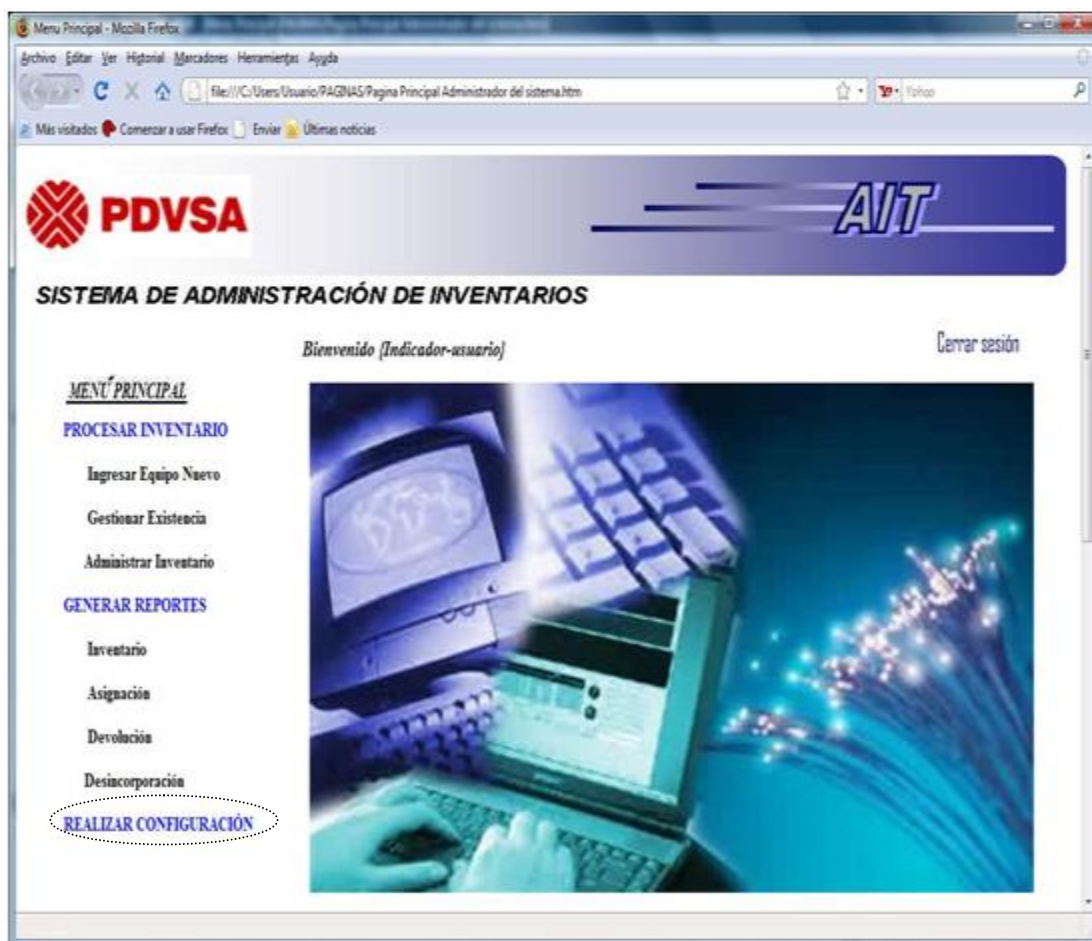 Menu Principal - Mozilla Firefox
Archivo Editar Ver Historial Marcadores Herramientas Ayuda
file:///C:/Users/Usuario/PAGINAS/Pagina Principal Administrador del sistema.htm
Yahoo
Más visitados Comenzar a usar Firefox Enviar Últimas noticias
PDVSA
AIT
SISTEMA DE ADMINISTRACIÓN DE INVENTARIOS
Bienvenido {Indicador-usuario}
Cerrar sesión
MENÚ PRINCIPAL
PROCESAR INVENTARIO
Ingresar Equipo Nuevo
Gestionar Existencia
Administrar Inventario
GENERAR REPORTES
Inventario
Asignación
Devolución
Desincorporación
REALIZAR CONFIGURACIÓN